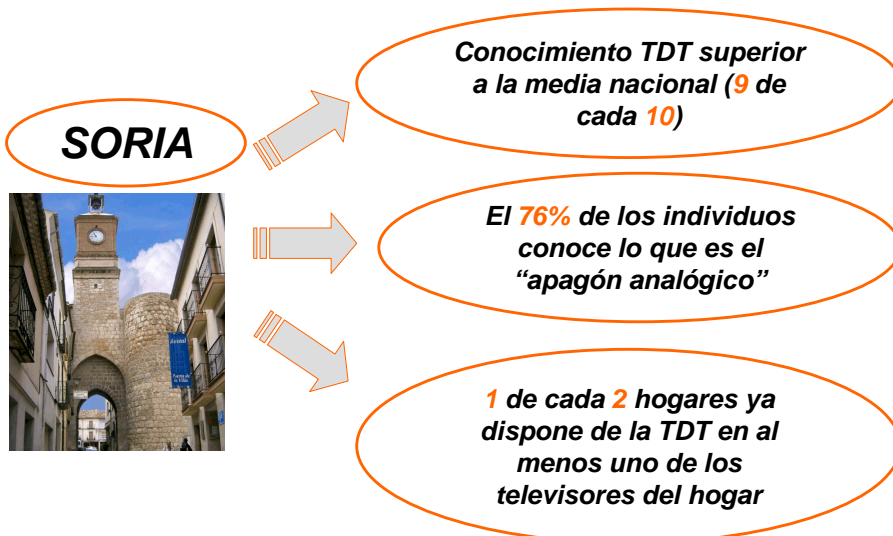 Conocimiento TDT superior
a la media nacional (9 de
cada 10)
SORIA
El 76% de los individuos
conoce lo que es el
“apagón analógico”
1 de cada 2 hogares ya
dispone de la TDT en al
menos uno de los
televisores del hogar